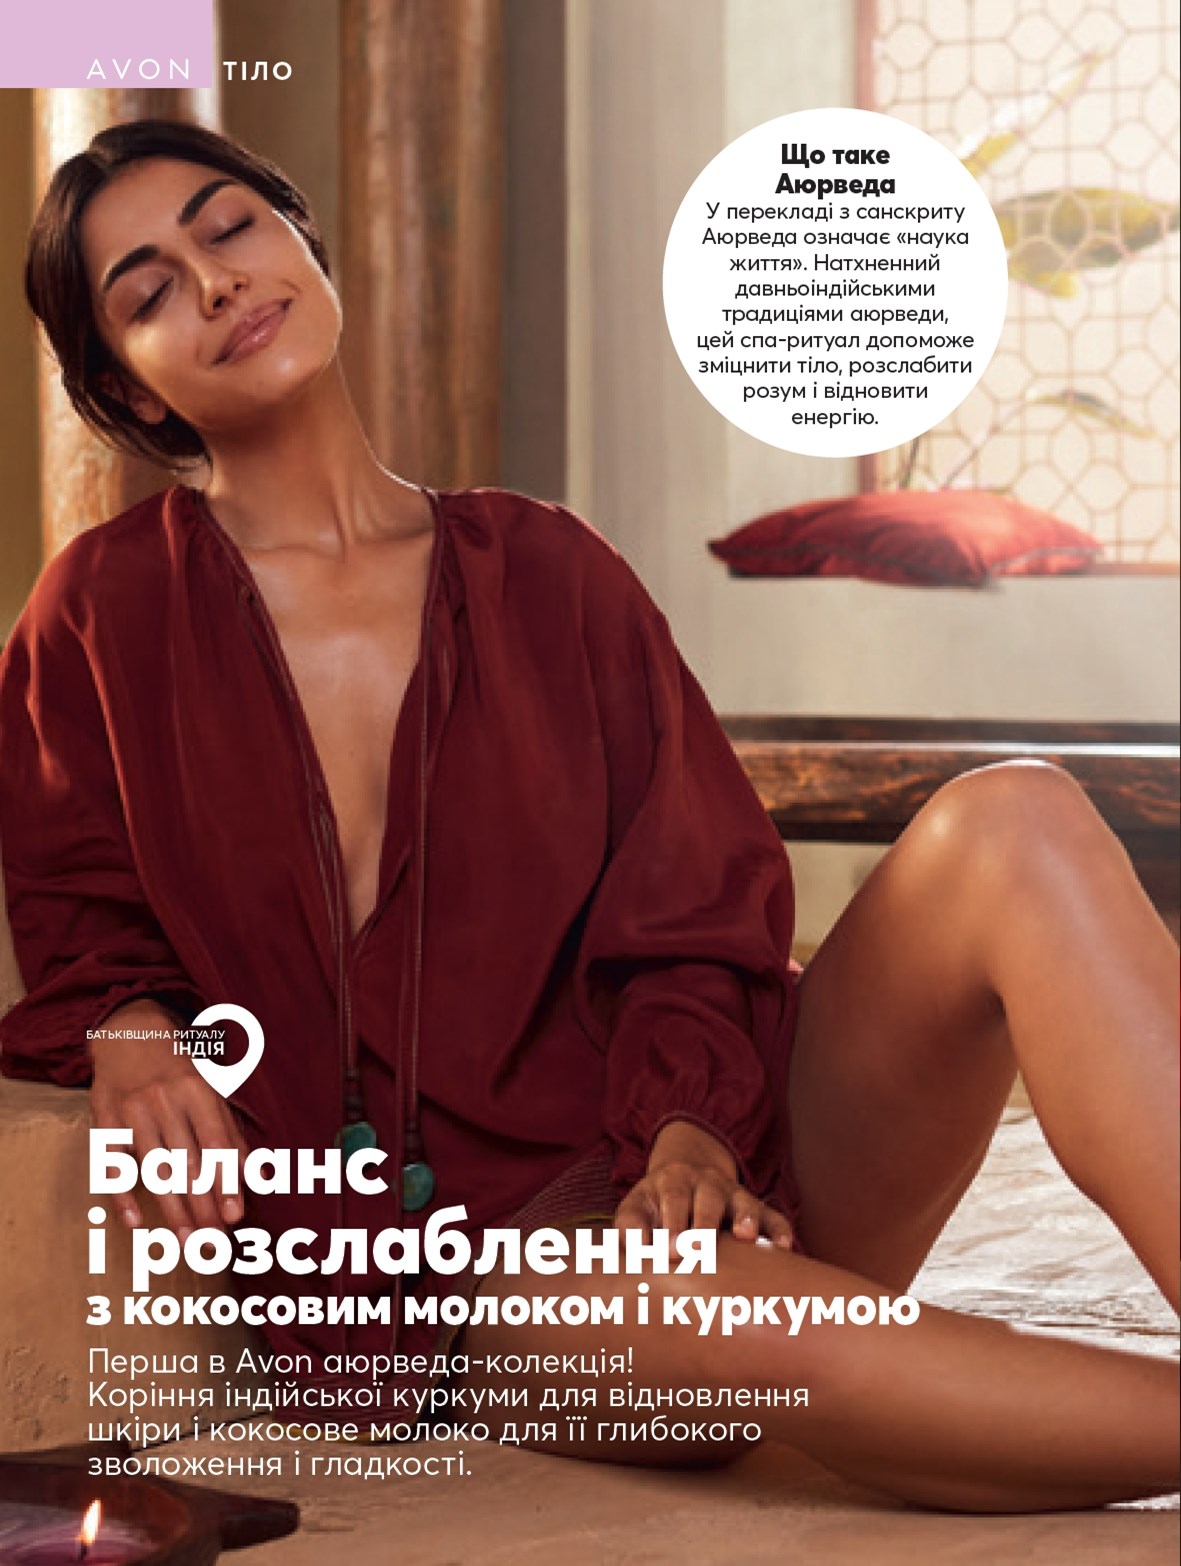 AVON ТІЛО
Що таке
Аюрведа
У перекладі з санскриту
Аюрведа означає «наука
життя». Натхненний
давньоіндійськими
традиціями аюрведи,
цей спа-ритуал допоможе
зміцнити тіло, розслабити
розум і відновити
енергію.
БАТЬКІВЩИНА РИТУАЛУ
ІНДІЯ
Баланс
і розслаблення
з кокосовим молоком і куркумою
Перша в Avon аюрведа-колекція!
Коріння індійської куркуми для відновлення
шкіри і кокосове молоко для її глибокого
зволоження і гладкості.